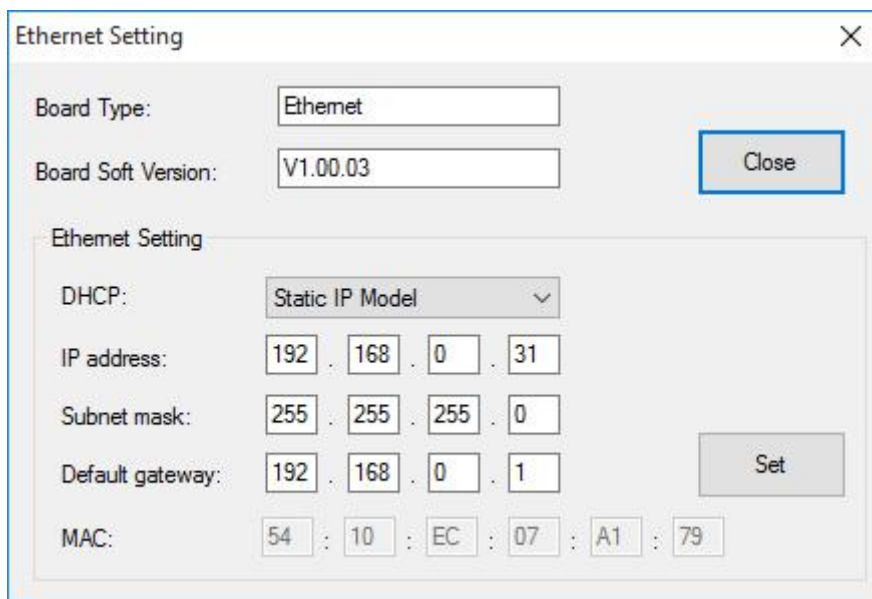 Ethernet Setting
Board Type: Ethernet
Board Soft Version: V1.00.03
Close
Ethernet Setting
DHCP: Static IP Model
IP address: 192 . 168 . 0 . 31
Subnet mask: 255 . 255 . 255 . 0
Default gateway: 192 . 168 . 0 . 1
Set
MAC: 54 : 10 : EC : 07 : A1 : 79